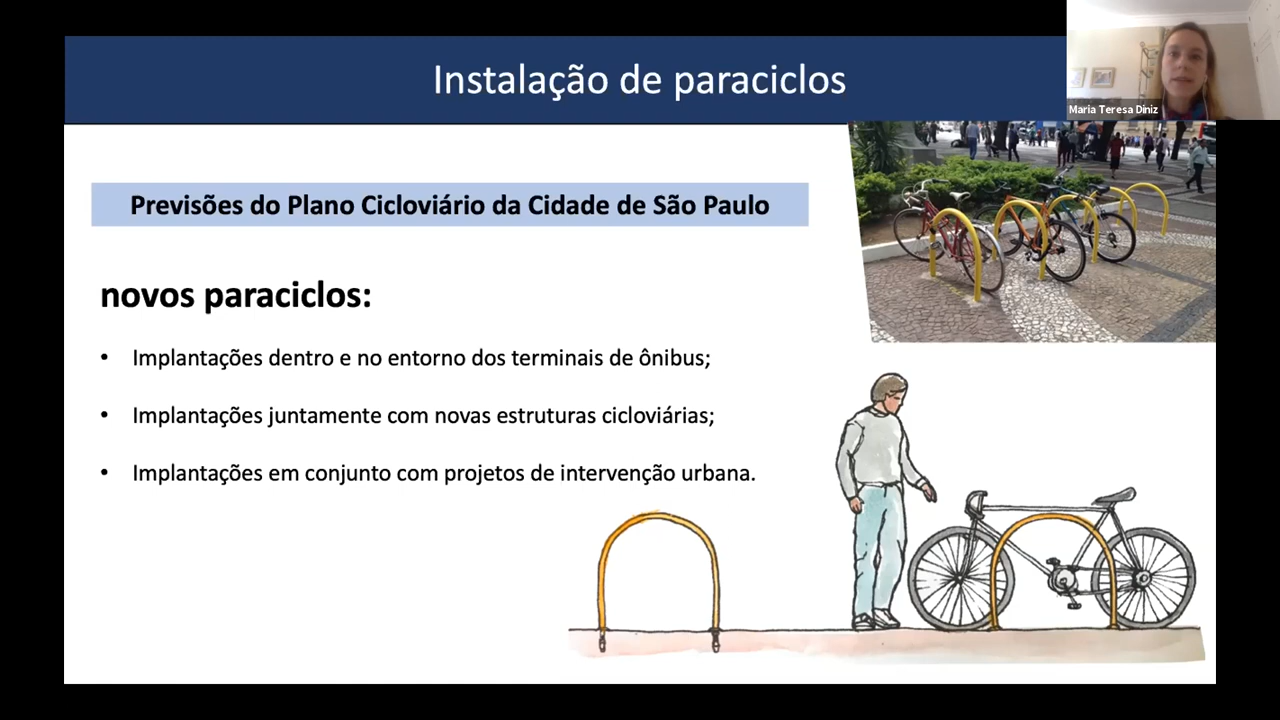 Instalação de paraciclos
Maria Teresa Diniz
Previsões do Plano Cicloviário da Cidade de São Paulo
novos paraciclos:
• Implantações dentro e no entorno dos terminais de ônibus;
• Implantações juntamente com novas estruturas cicloviárias;
• Implantações em conjunto com projetos de intervenção urbana.